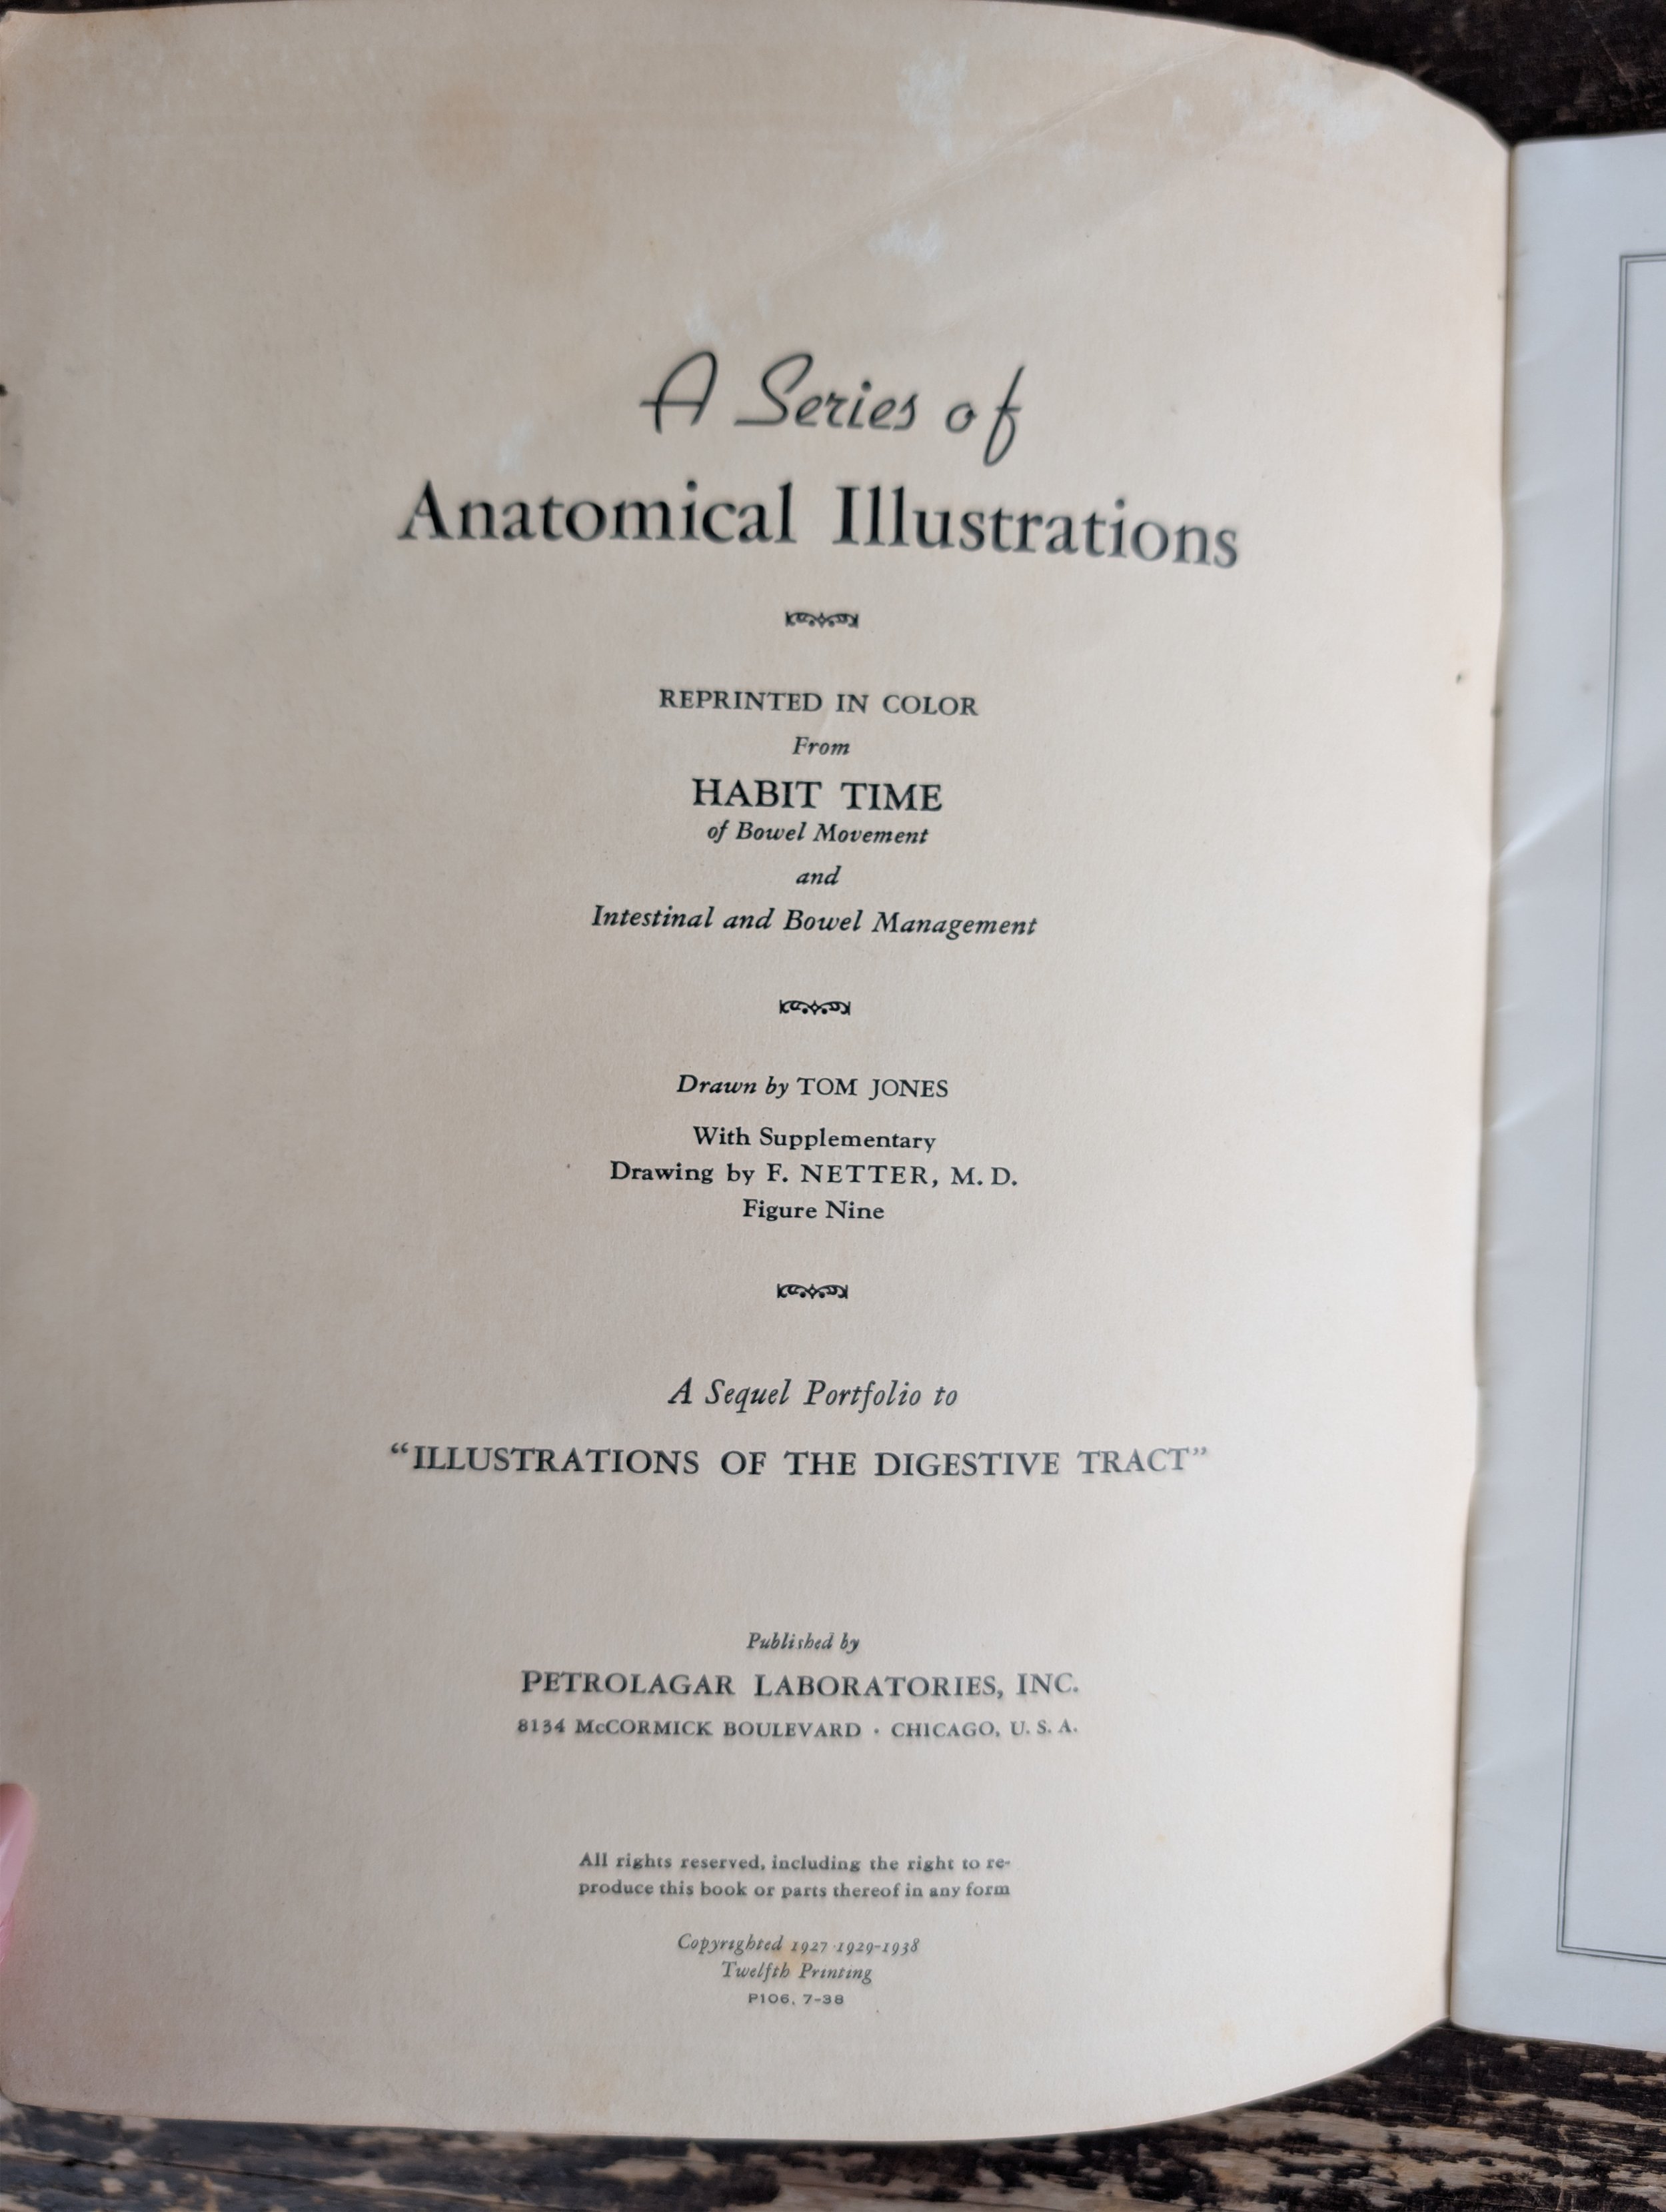 A Series of
Anatomical Illustrations
REPRINTED IN COLOR
From
HABIT TIME
of Bowel Movement
and
Intestinal and Bowel Management
Drawn by TOM JONES
With Supplementary
Drawing by F. NETTER, M. D.
Figure Nine
A Sequel Portfolio to
“ILLUSTRATIONS OF THE DIGESTIVE TRACT”
Published by
PETROLAGAR LABORATORIES, INC.
8134 McCORMICK BOULEVARD · CHICAGO, U. S. A.
All rights reserved, including the right to re-
produce this book or parts thereof in any form
Copyrighted 1927-1929-1938
Twelfth Printing
P106, 7-38